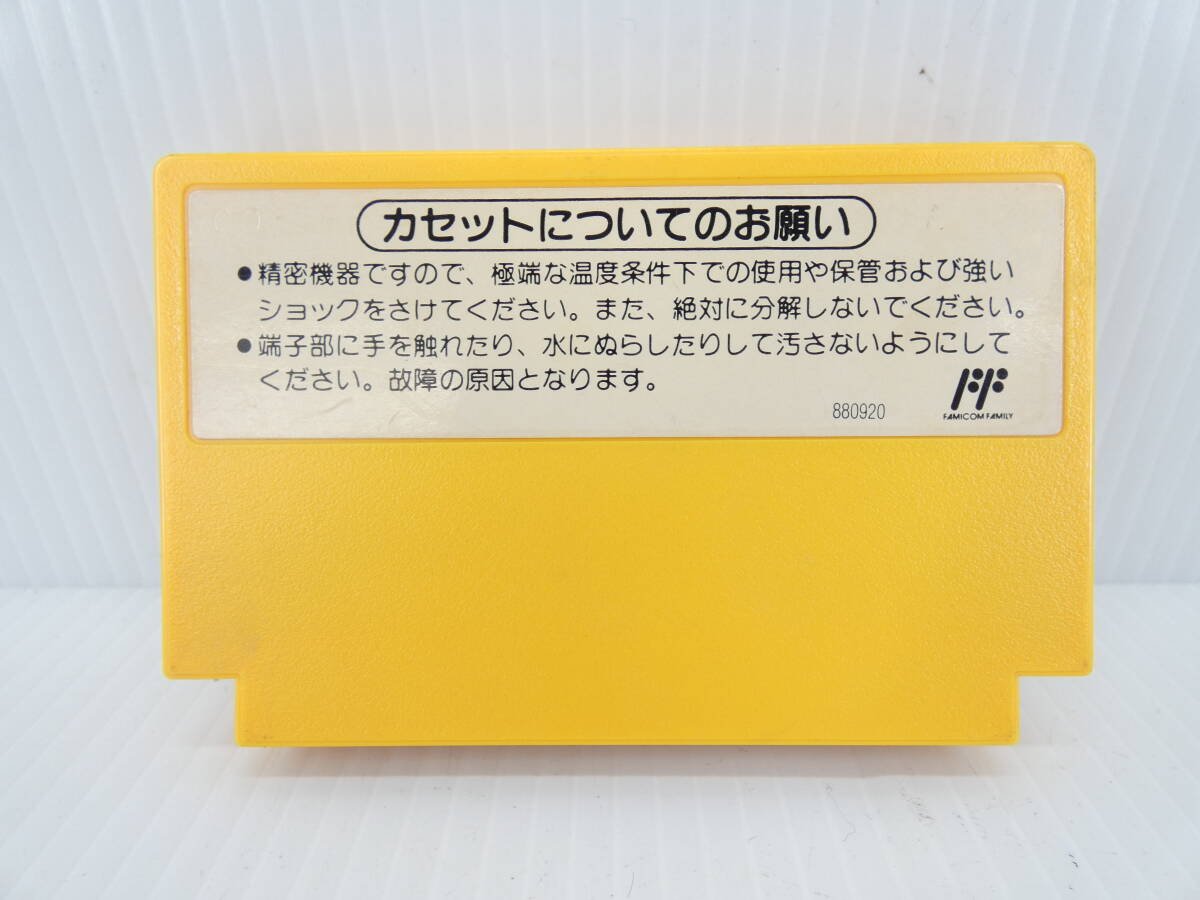 カセットについてのお願い
●精密機器ですので、極端な温度条件下での使用や保管および強い
ショックをさけてください。また、絶対に分解しないでください。
●端子部に手を触れたり、水にぬらしたりして汚さないようにして
ください。故障の原因となります。
880920
FAMICOM FAMILY